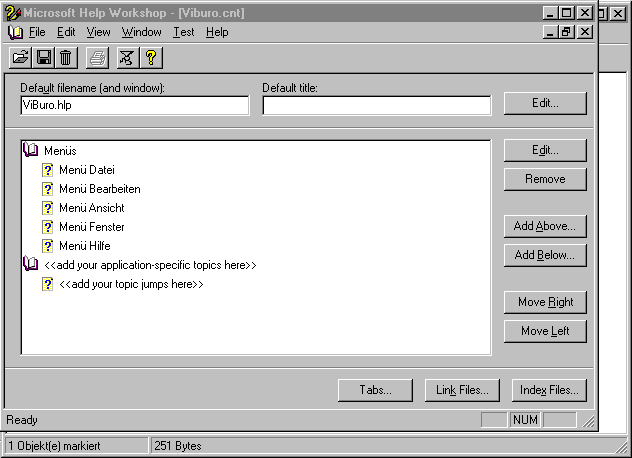 Microsoft Help Workshop - [Viburo.cnt]
File Edit View Window Test Help
Default filename (and window): Default title:
ViBuro.hlp
Edit...
Menüs
Menü Datei
Menü Bearbeiten
Menü Ansicht
Menü Fenster
Menü Hilfe
<<add your application-specific topics here>>
<<add your topic jumps here>>
Edit...
Remove
Add Above...
Add Below...
Move Right
Move Left
Tabs... Link Files... Index Files...
Ready NUM
1 Objekt(e) markiert 251 Bytes